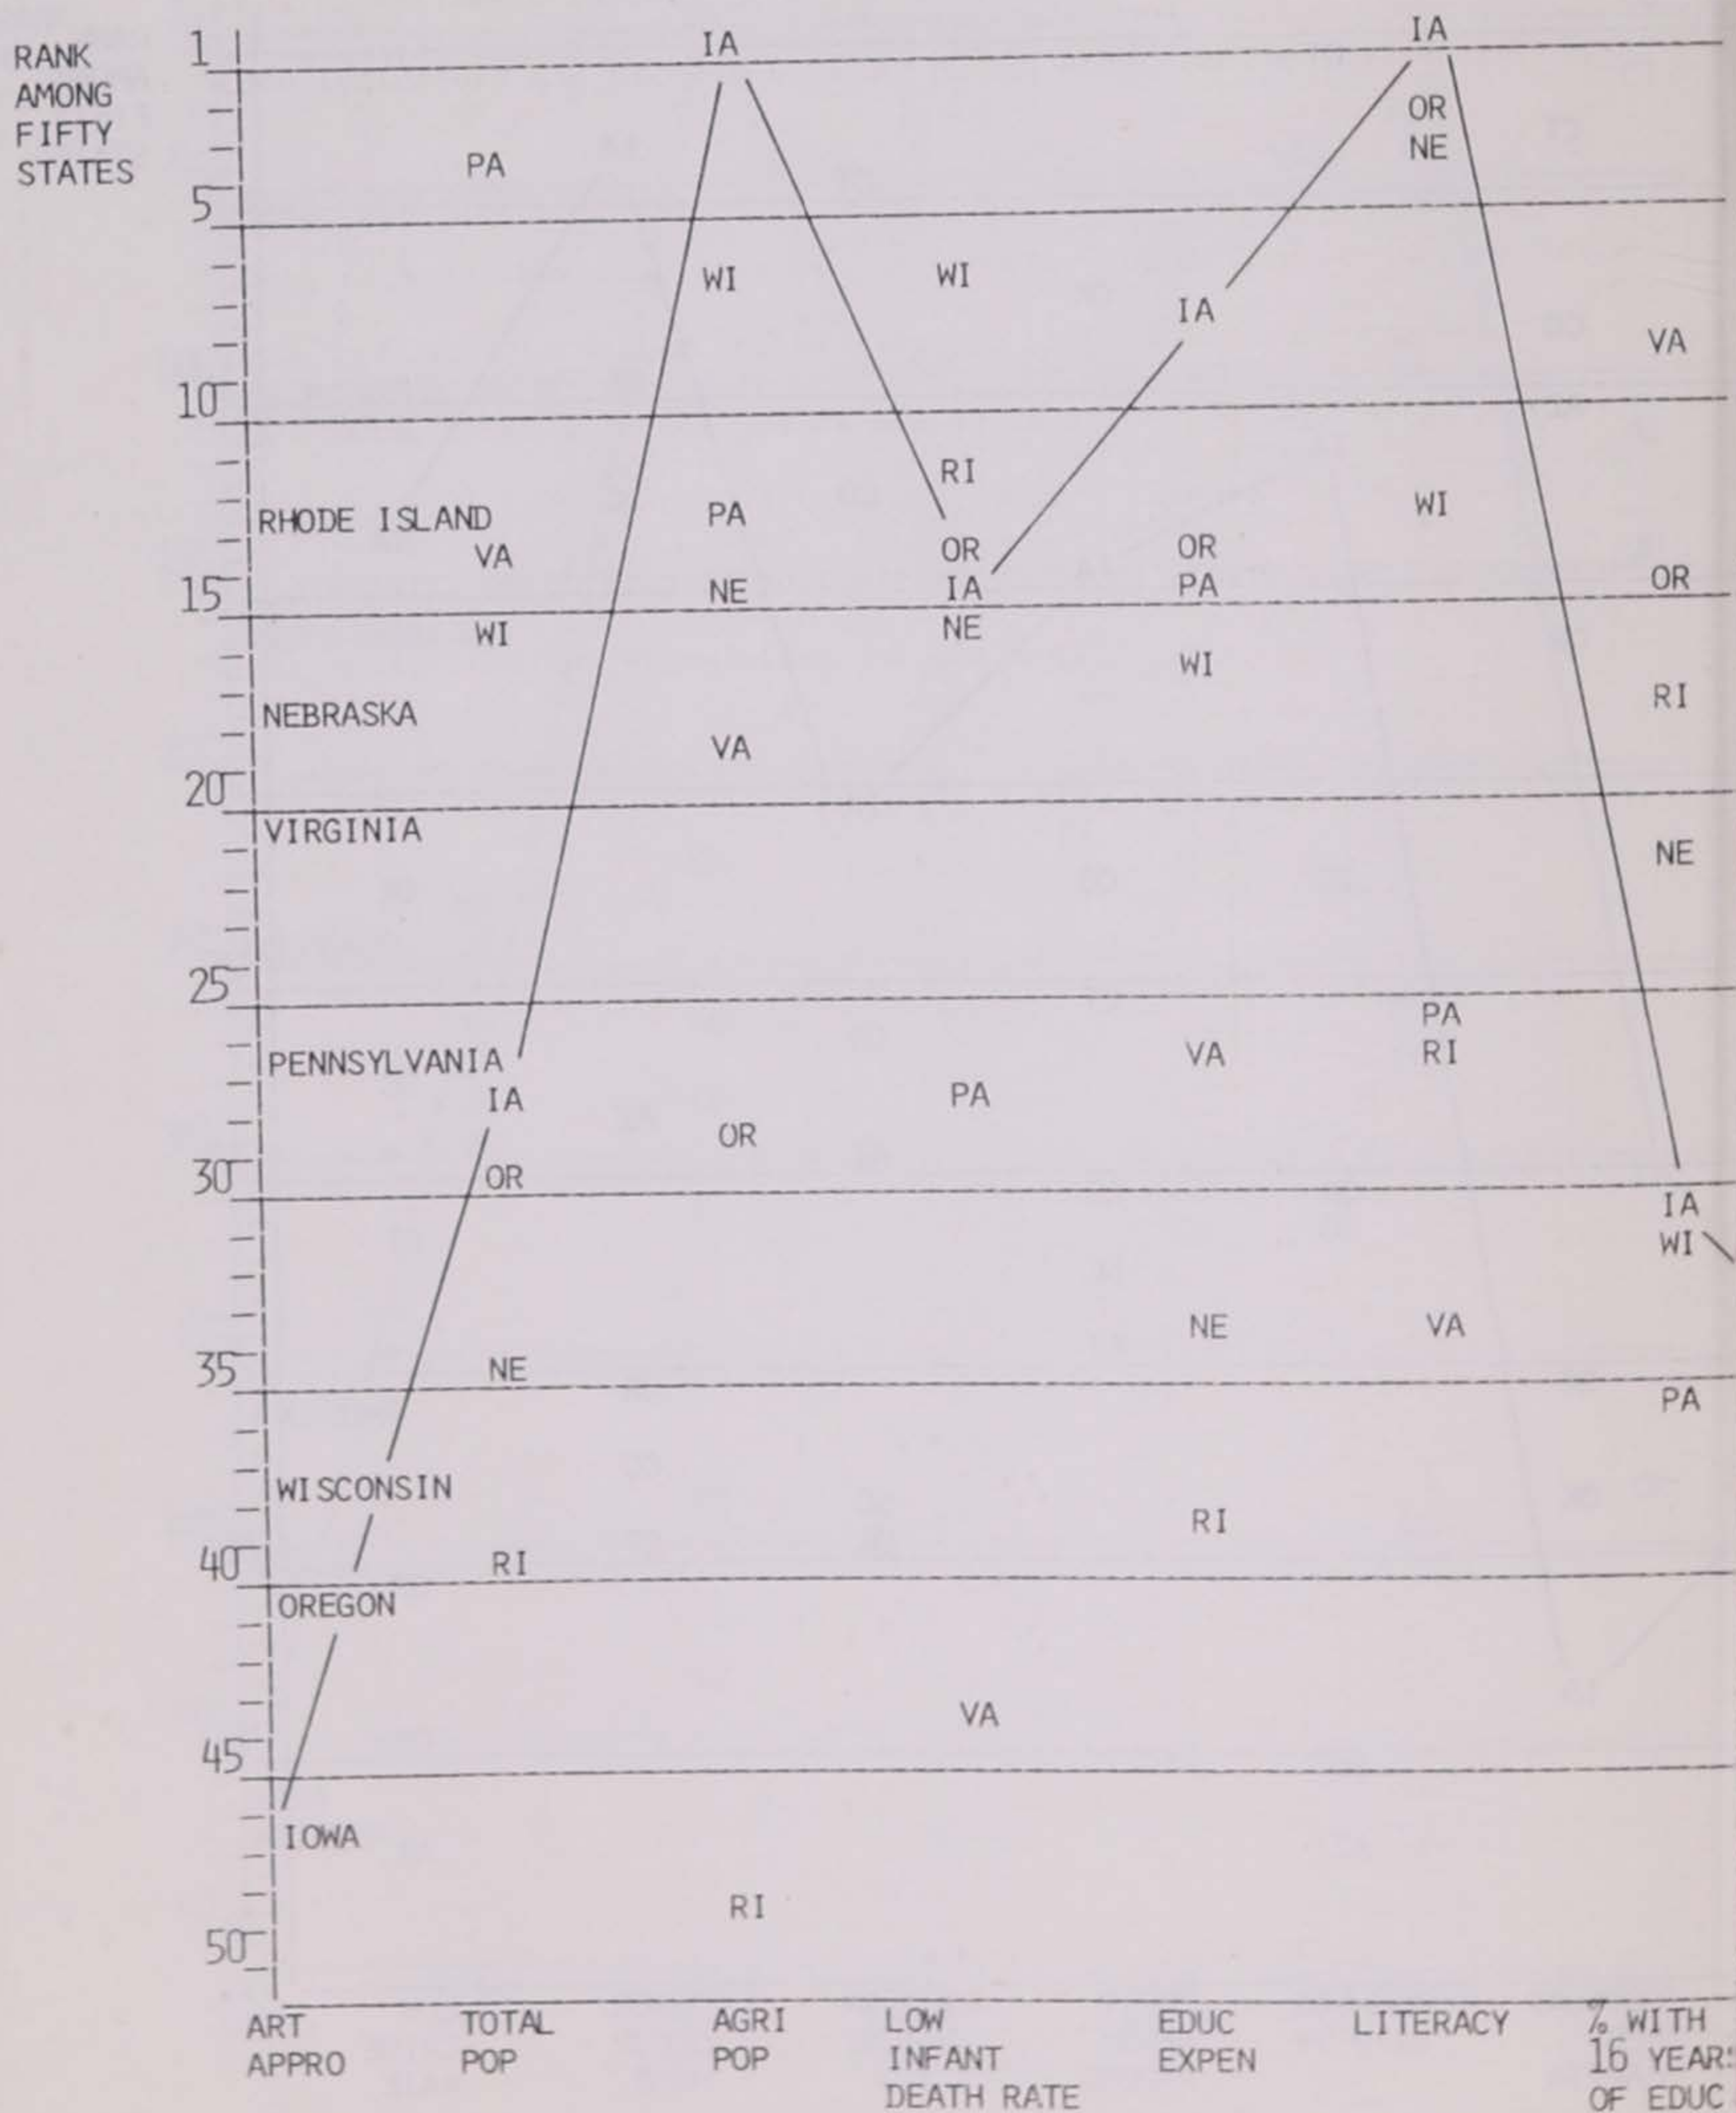 RANK
AMONG
FIFTY
STATES
1
IA
IA
OR
NE
PA
5
WI
WI
IA
VA
10
RI
WI
RHODE ISLAND
PA
VA
OR
OR
15
NE
IA
PA
OR
WI
NE
WI
NEBRASKA
RI
VA
20
VIRGINIA
NE
25
PA
PENNSYLVANIA
VA
RI
IA
PA
OR
30
OR
IA
WI
NE
VA
35
NE
PA
WISCONSIN
RI
40
RI
OREGON
VA
45
IOWA
RI
50
ART
APPRO
TOTAL
POP
AGRI
POP
LOW
INFANT
DEATH RATE
EDUC
EXPEN
LITERACY
% WITH
16 YEARS
OF EDUC